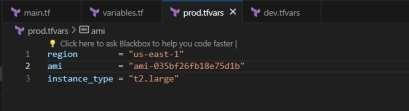 main.tf
variables.tf
prod.tfvars
dev.tfvars
prod.tfvars > ami
Click here to ask Blackbox to help you code faster |
1 region = "us-east-1"
2 ami = "ami-035bf26fb18e75d1b"
3 instance_type = "t2.large"